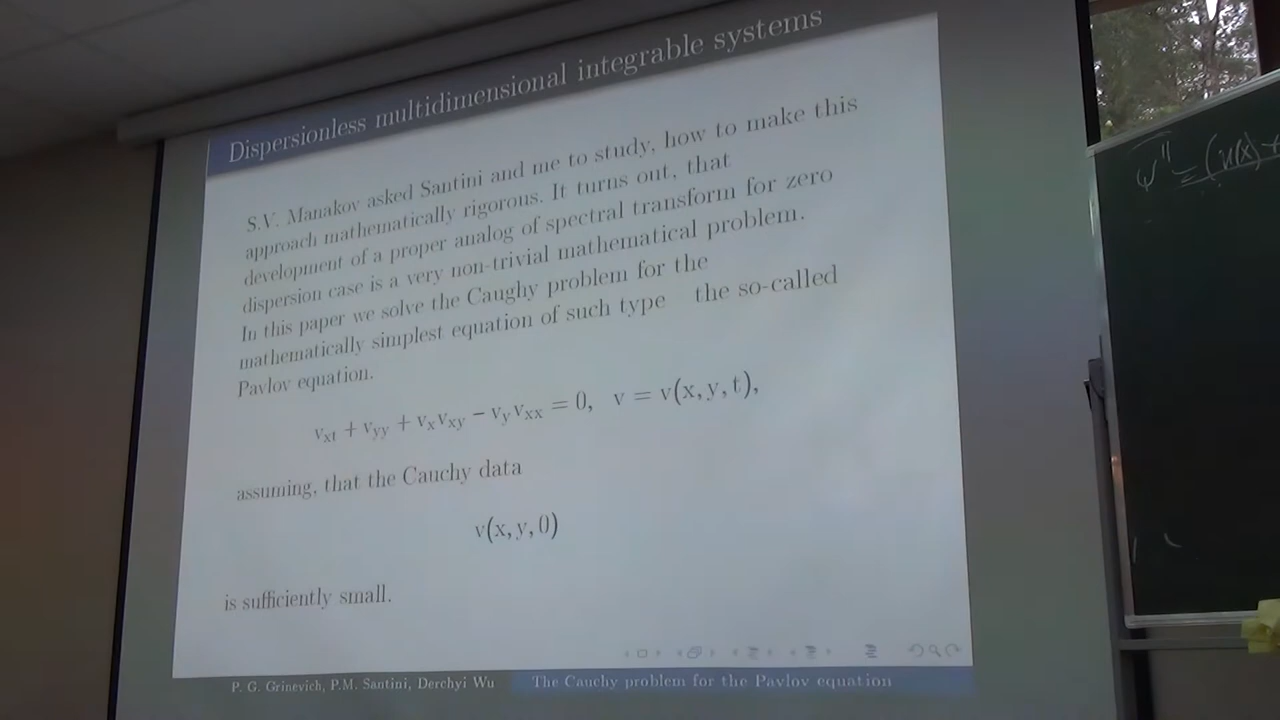 Dispersionless multidimensional integrable systems
S.V. Manakov asked Santini and me to study, how to make this
approach mathematically rigorous. It turns out, that
development of a proper analog of spectral transform for zero
dispersion case is a very non-trivial mathematical problem.
In this paper we solve the Caughy problem for the
mathematically simplest equation of such type the so-called
Pavlov equation.
v_xt + v_yy + v_x v_xy − v_y v_xx = 0, v = v(x, y, t),
assuming, that the Cauchy data
v(x, y, 0)
is sufficiently small.
P. G. Grinevich, P.M. Santini, Derchyi Wu
The Cauchy problem for the Pavlov equation